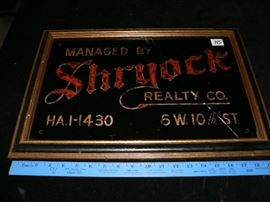 MANAGED BY
Shryock
REALTY CO.
HA.1-1430 6 W. 10th ST.